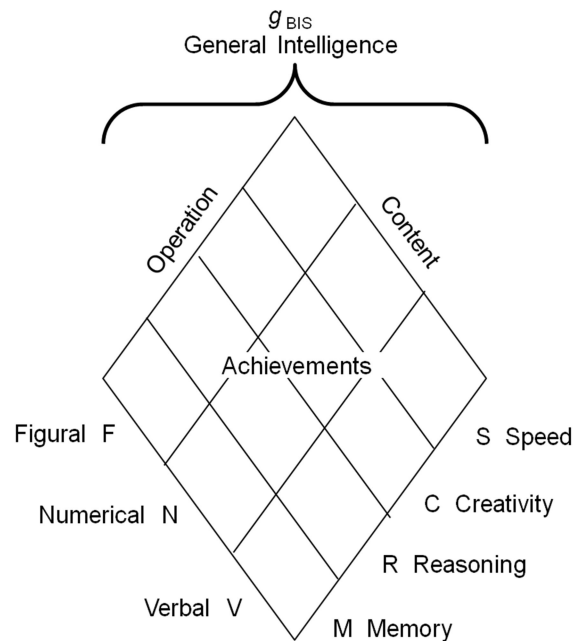 g BIS
General Intelligence
Operation
Content
Achievements
Figural F
S Speed
Numerical N
C Creativity
R Reasoning
Verbal V
M Memory